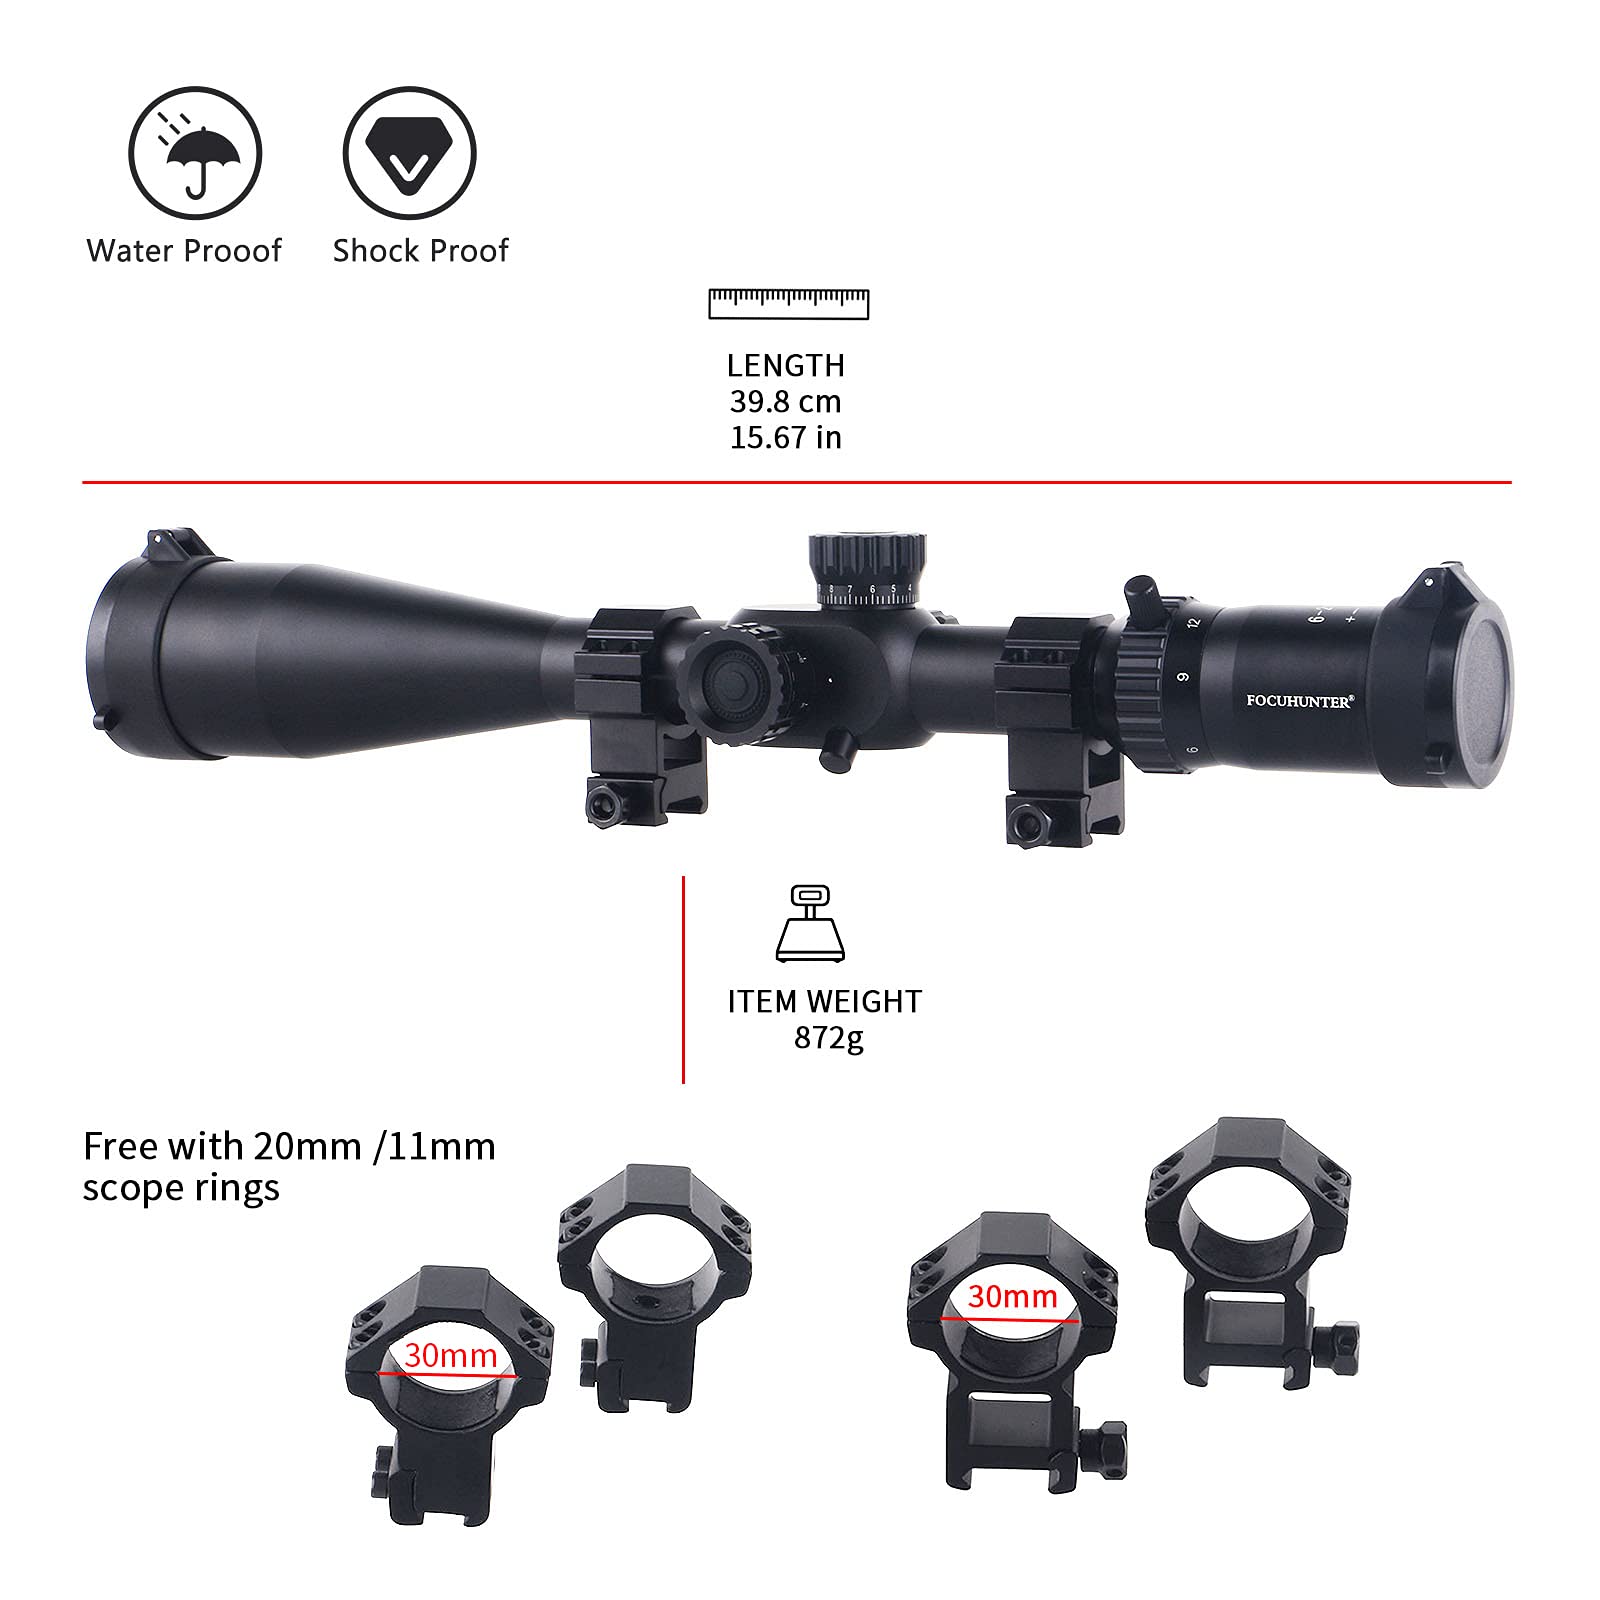 Water Prooof
Shock Proof
LENGTH
39.8 cm
15.67 in
9 8 7 6 5 4
12
9
6
FOCUHUNTER®
ITEM WEIGHT
872g
Free with 20mm /11mm
scope rings
30mm
30mm